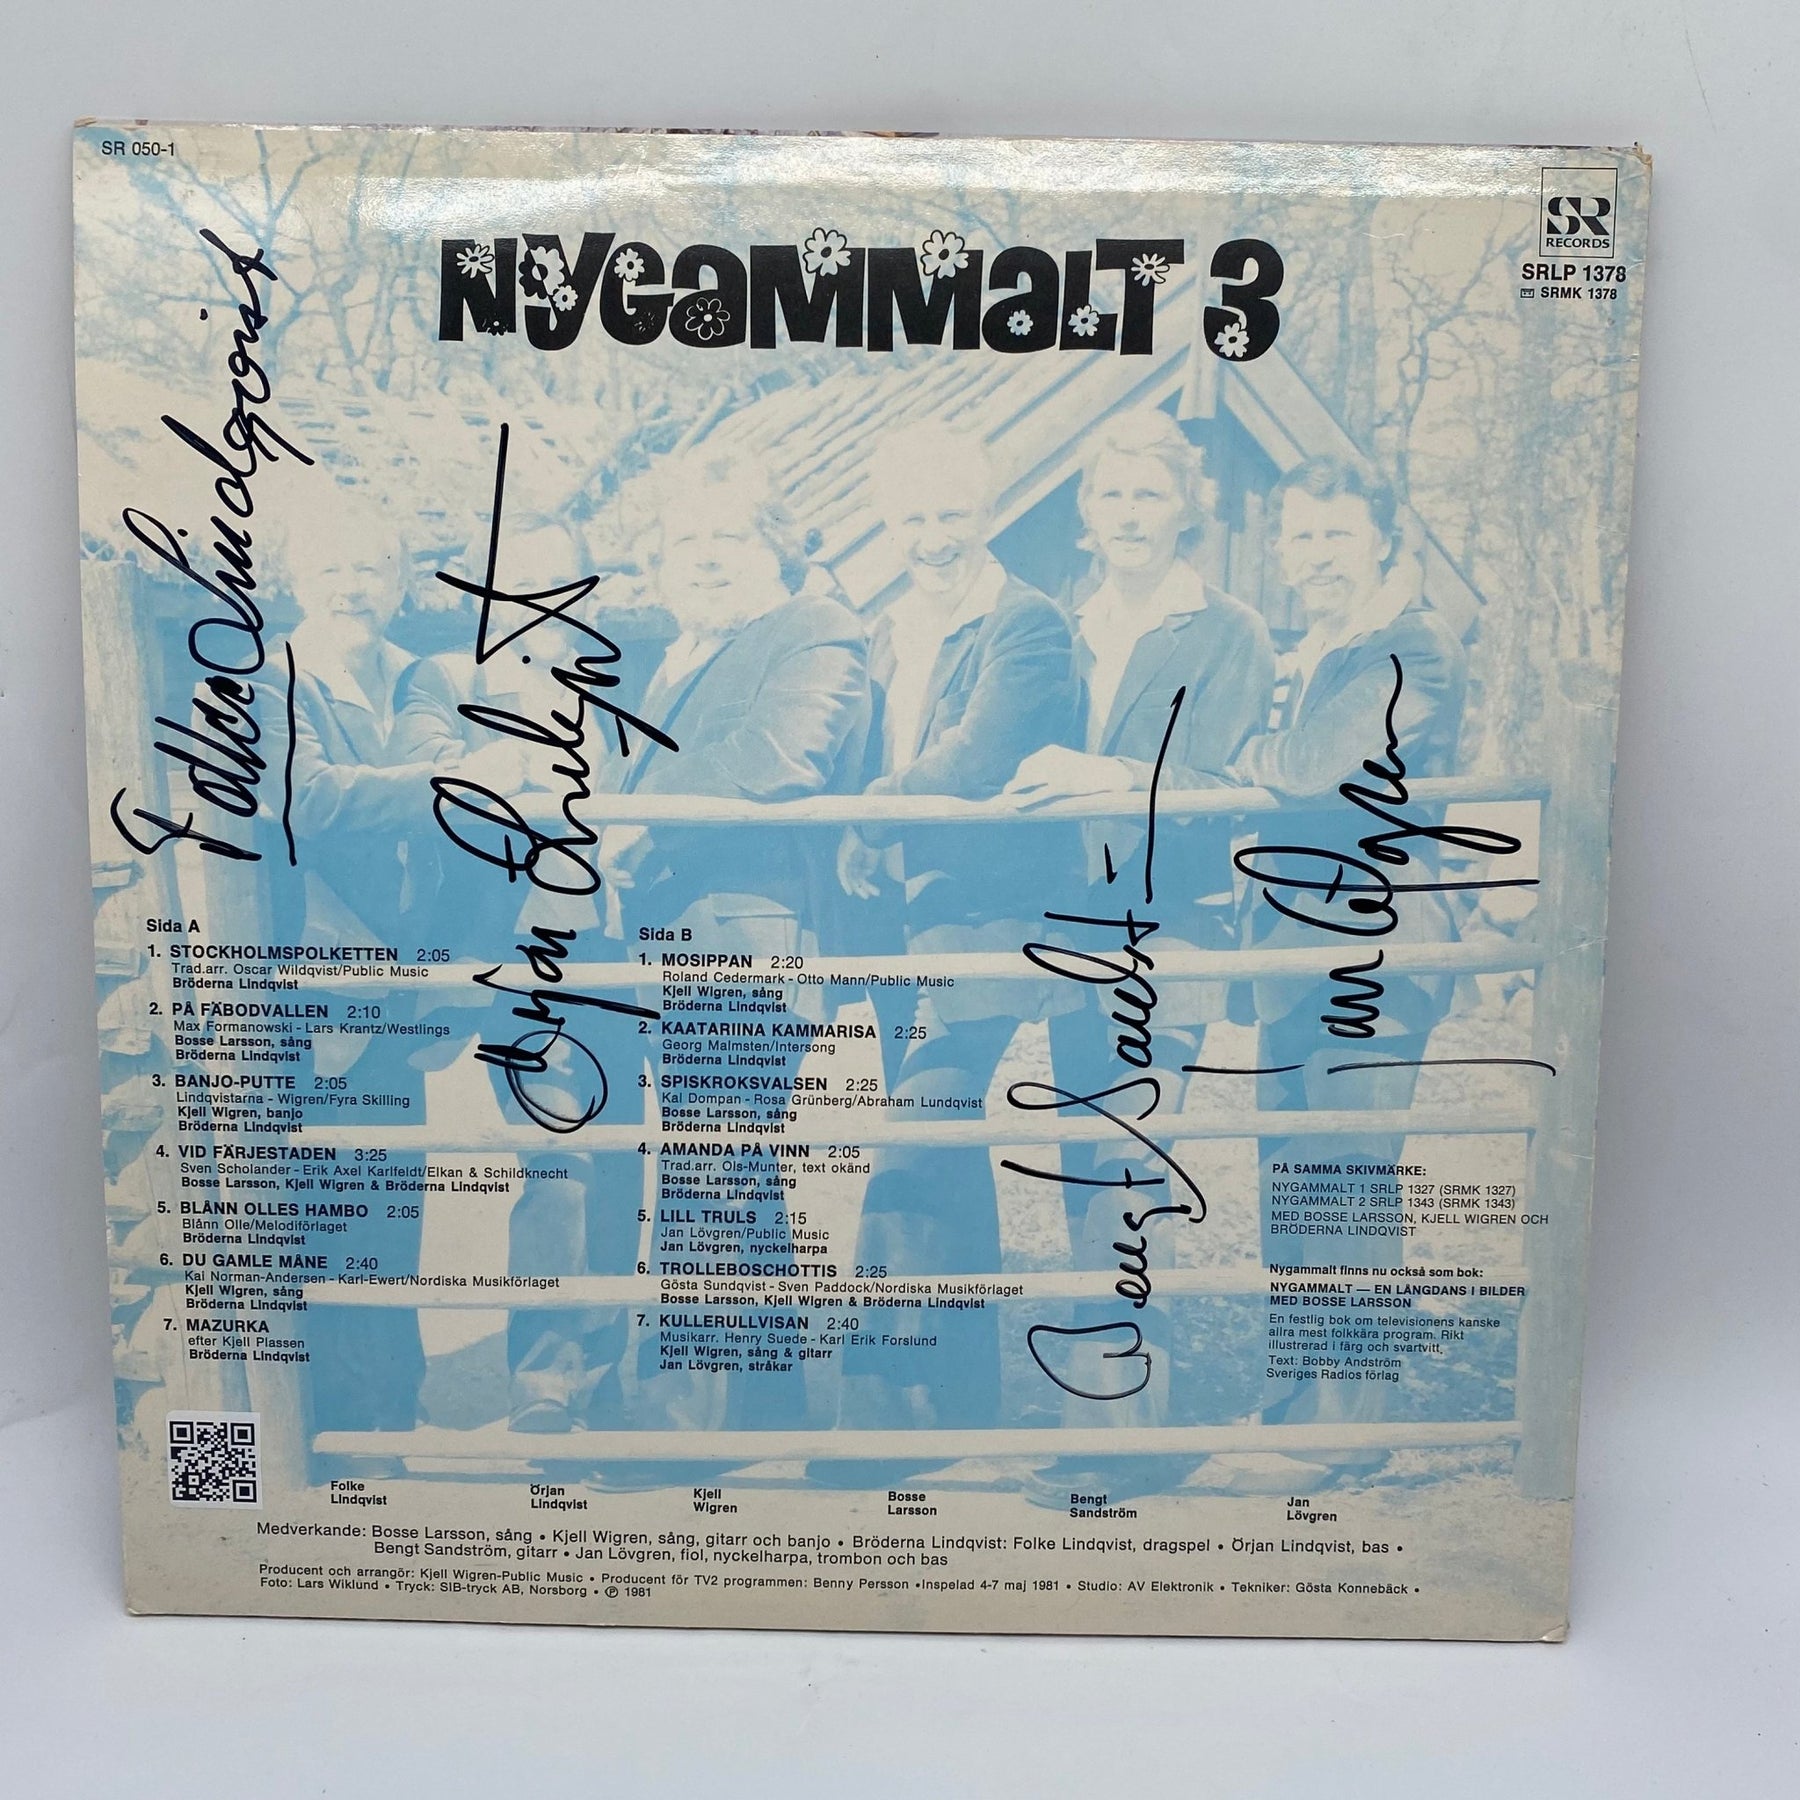 SR 050-1
SR
RECORDS
SRLP 1378
SRMK 1378
NYGAMMALT 3
Folke Lindqvist
Örjan Lindqvist
Bengt Sandström
Jan Lövgren
Sida A
1. STOCKHOLMSPOLKETTEN 2:05
Trad.arr. Oscar Wildqvist/Public Music
Bröderna Lindqvist
2. PÅ FÄBODVALLEN 2:10
Max Formanowski - Lars Krantz/Westlings
Bosse Larsson, sång
Bröderna Lindqvist
3. BANJO-PUTTE 2:05
Lindqvistarna - Wigren/Fyra Skilling
Kjell Wigren, banjo
Bröderna Lindqvist
4. VID FÄRJESTADEN 3:25
Sven Scholander - Erik Axel Karlfeldt/Elkan & Schildknecht
Bosse Larsson, Kjell Wigren & Bröderna Lindqvist
5. BLÅNN OLLES HAMBO 2:05
Blånn Olle/Melodiförlaget
Bröderna Lindqvist
6. DU GAMLE MÅNE 2:40
Kai Norman-Andersen - Karl-Ewert/Nordiska Musikförlaget
Kjell Wigren, sång
Bröderna Lindqvist
7. MAZURKA
efter Kjell Plassen
Bröderna Lindqvist
Sida B
1. MOSIPPAN 2:20
Roland Cedermark - Otto Mann/Public Music
Kjell Wigren, sång
Bröderna Lindqvist
2. KAATARIINA KAMMARISA 2:25
Georg Malmsten/Intersong
Bröderna Lindqvist
3. SPISKROKSVALSEN 2:25
Kal Dompan - Rosa Grünberg/Abraham Lundqvist
Bosse Larsson, sång
Bröderna Lindqvist
4. AMANDA PÅ VINN 2:05
Trad.arr. Ols-Munter, text okänd
Bosse Larsson, sång
Bröderna Lindqvist
5. LILL TRULS 2:15
Jan Lövgren/Public Music
Jan Lövgren, nyckelharpa
6. TROLLEBOSCHOTTIS 2:25
Gösta Sundqvist - Sven Paddock/Nordiska Musikförlaget
Bosse Larsson, Kjell Wigren & Bröderna Lindqvist
7. KULLERULLVISAN 2:40
Musikarr. Henry Suede - Karl Erik Forslund
Kjell Wigren, sång & gitarr
Jan Lövgren, stråkar
PÅ SAMMA SKIVMÄRKE:
NYGAMMALT 1 SRLP 1327 (SRMK 1327)
NYGAMMALT 2 SRLP 1343 (SRMK 1343)
MED BOSSE LARSSON, KJELL WIGREN OCH
BRÖDERNA LINDQVIST
Nygammalt finns nu också som bok:
NYGAMMALT — EN LÅNGDANS I BILDER
MED BOSSE LARSSON
En festlig bok om televisionens kanske
allra mest folkkära program. Rikt
illustrerad i färg och svartvitt.
Text: Bobby Andström
Sveriges Radios förlag
Folke
Lindqvist
Örjan
Lindqvist
Kjell
Wigren
Bosse
Larsson
Bengt
Sandström
Jan
Lövgren
Medverkande: Bosse Larsson, sång • Kjell Wigren, sång, gitarr och banjo • Bröderna Lindqvist: Folke Lindqvist, dragspel • Örjan Lindqvist, bas •
Bengt Sandström, gitarr • Jan Lövgren, fiol, nyckelharpa, trombon och bas
Producent och arrangör: Kjell Wigren-Public Music • Producent för TV2 programmen: Benny Persson •Inspelad 4-7 maj 1981 • Studio: AV Elektronik • Tekniker: Gösta Konnebäck •
Foto: Lars Wiklund • Tryck: SIB-tryck AB, Norsborg • ℗ 1981